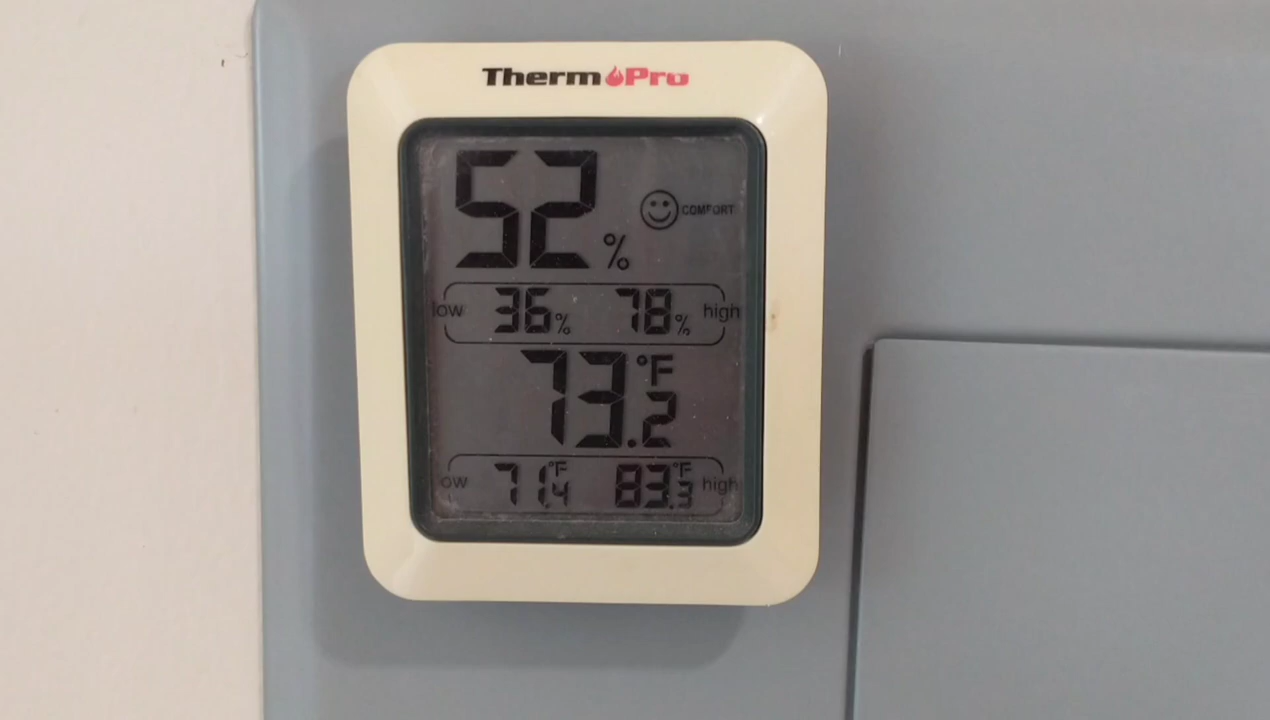 ThermoPro
52% COMFORT
low 36% 78% high
73.2°F
low 71.4°F 83.3°F high